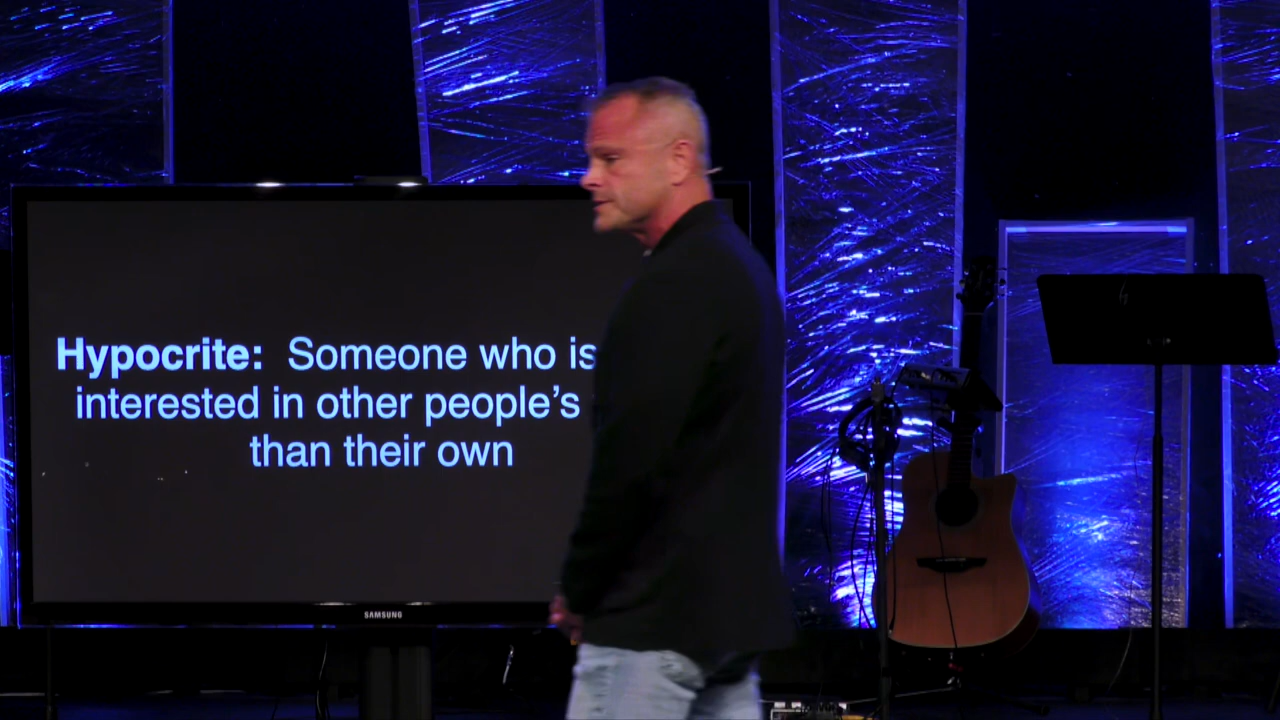 Hypocrite: Someone who is
interested in other people's
than their own
SAMSUNG